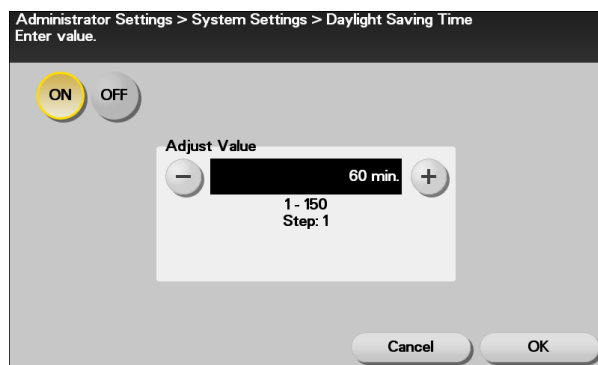 Administrator Settings > System Settings > Daylight Saving Time
Enter value.
ON OFF
Adjust Value
− 60 min. +
1 - 150
Step: 1
Cancel OK